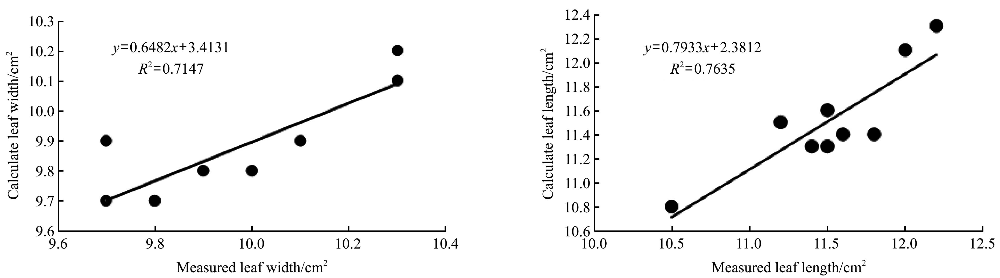 Calculate leaf width/cm²
10.3
10.2
10.1
10.0
9.9
9.8
9.7
9.6
y=0.6482x+3.4131
R²=0.7147
9.6 9.8 10.0 10.2 10.4
Measured leaf width/cm²
Calculate leaf length/cm²
12.4
12.2
12.0
11.8
11.6
11.4
11.2
11.0
10.8
10.6
y=0.7933x+2.3812
R²=0.7635
10.0 10.5 11.0 11.5 12.0 12.5
Measured leaf length/cm²